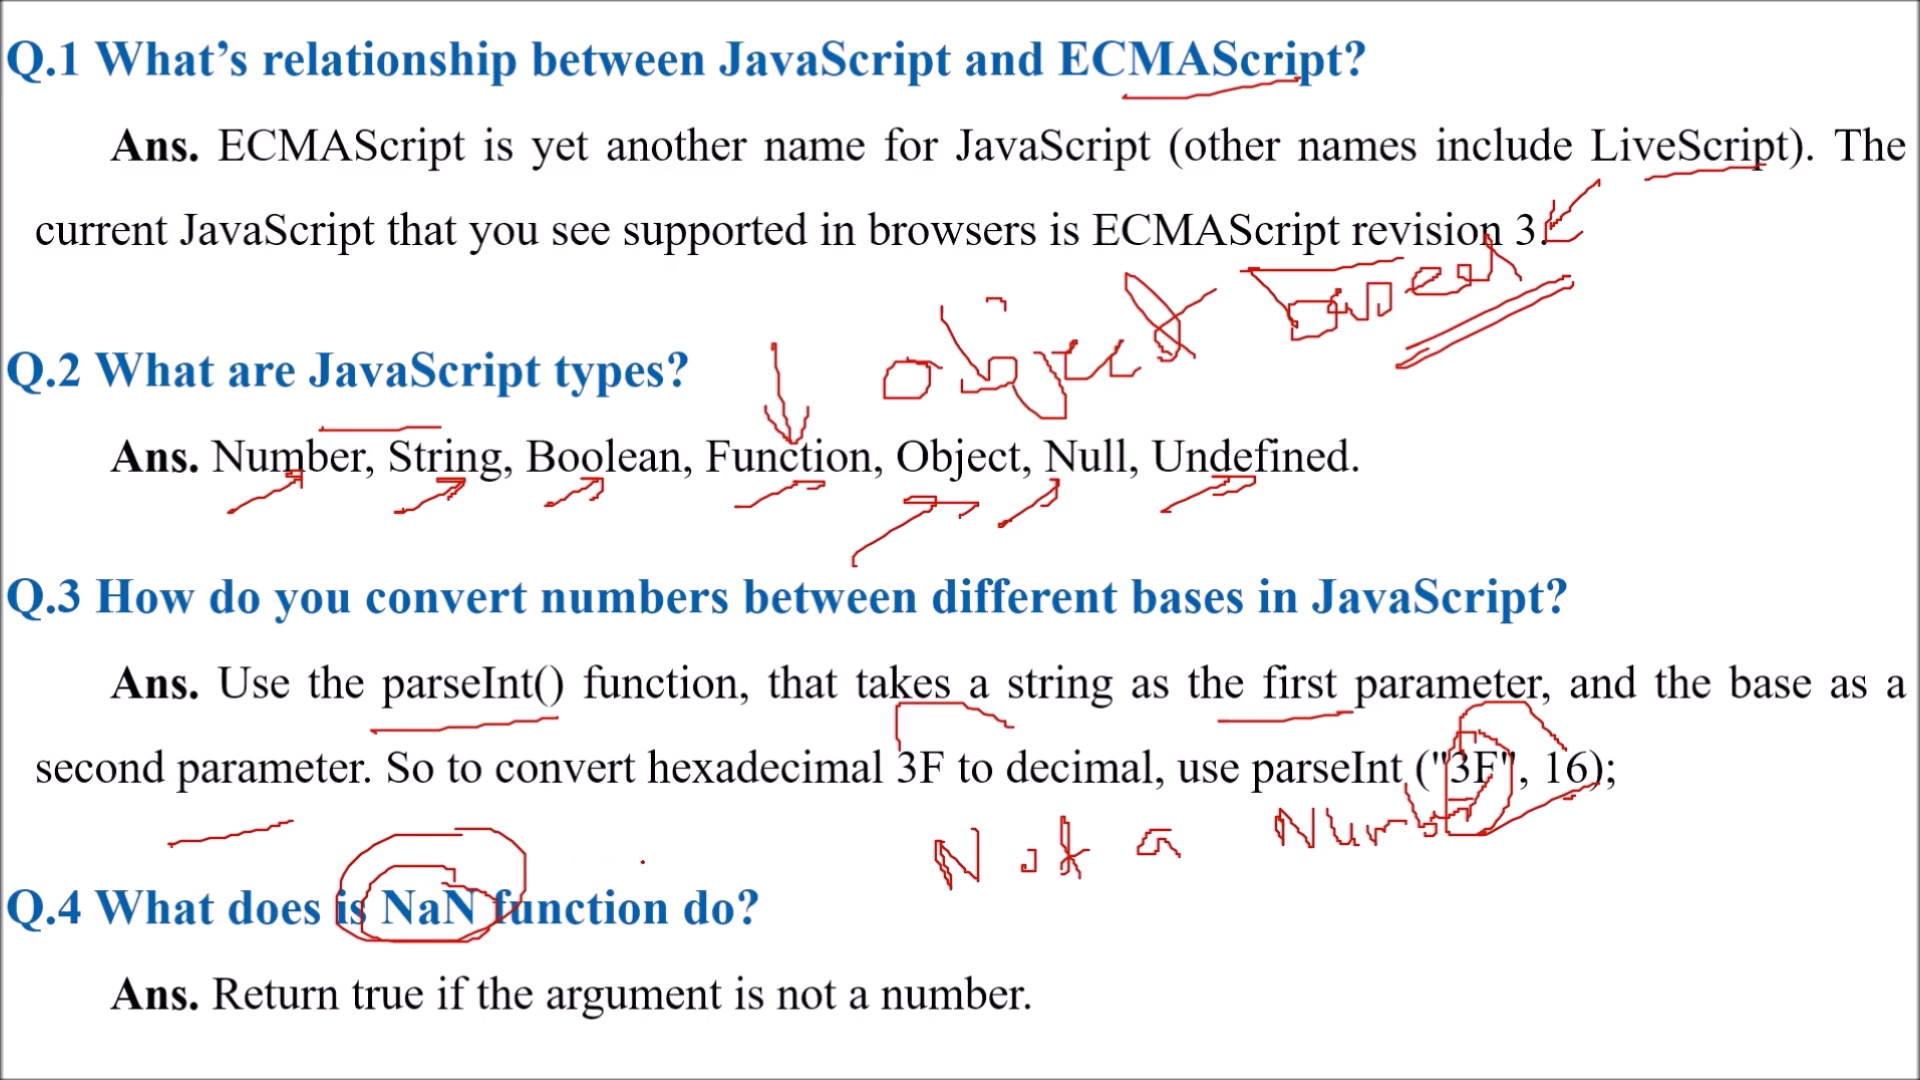 Q.1 What’s relationship between JavaScript and ECMAScript?
Ans. ECMAScript is yet another name for JavaScript (other names include LiveScript). The
current JavaScript that you see supported in browsers is ECMAScript revision 3.
object
Q.2 What are JavaScript types?
Ans. Number, String, Boolean, Function, Object, Null, Undefined.
Q.3 How do you convert numbers between different bases in JavaScript?
Ans. Use the parseInt() function, that takes a string as the first parameter, and the base as a
second parameter. So to convert hexadecimal 3F to decimal, use parseInt ("3F", 16);
Not a Numb
Q.4 What does is NaN function do?
Ans. Return true if the argument is not a number.